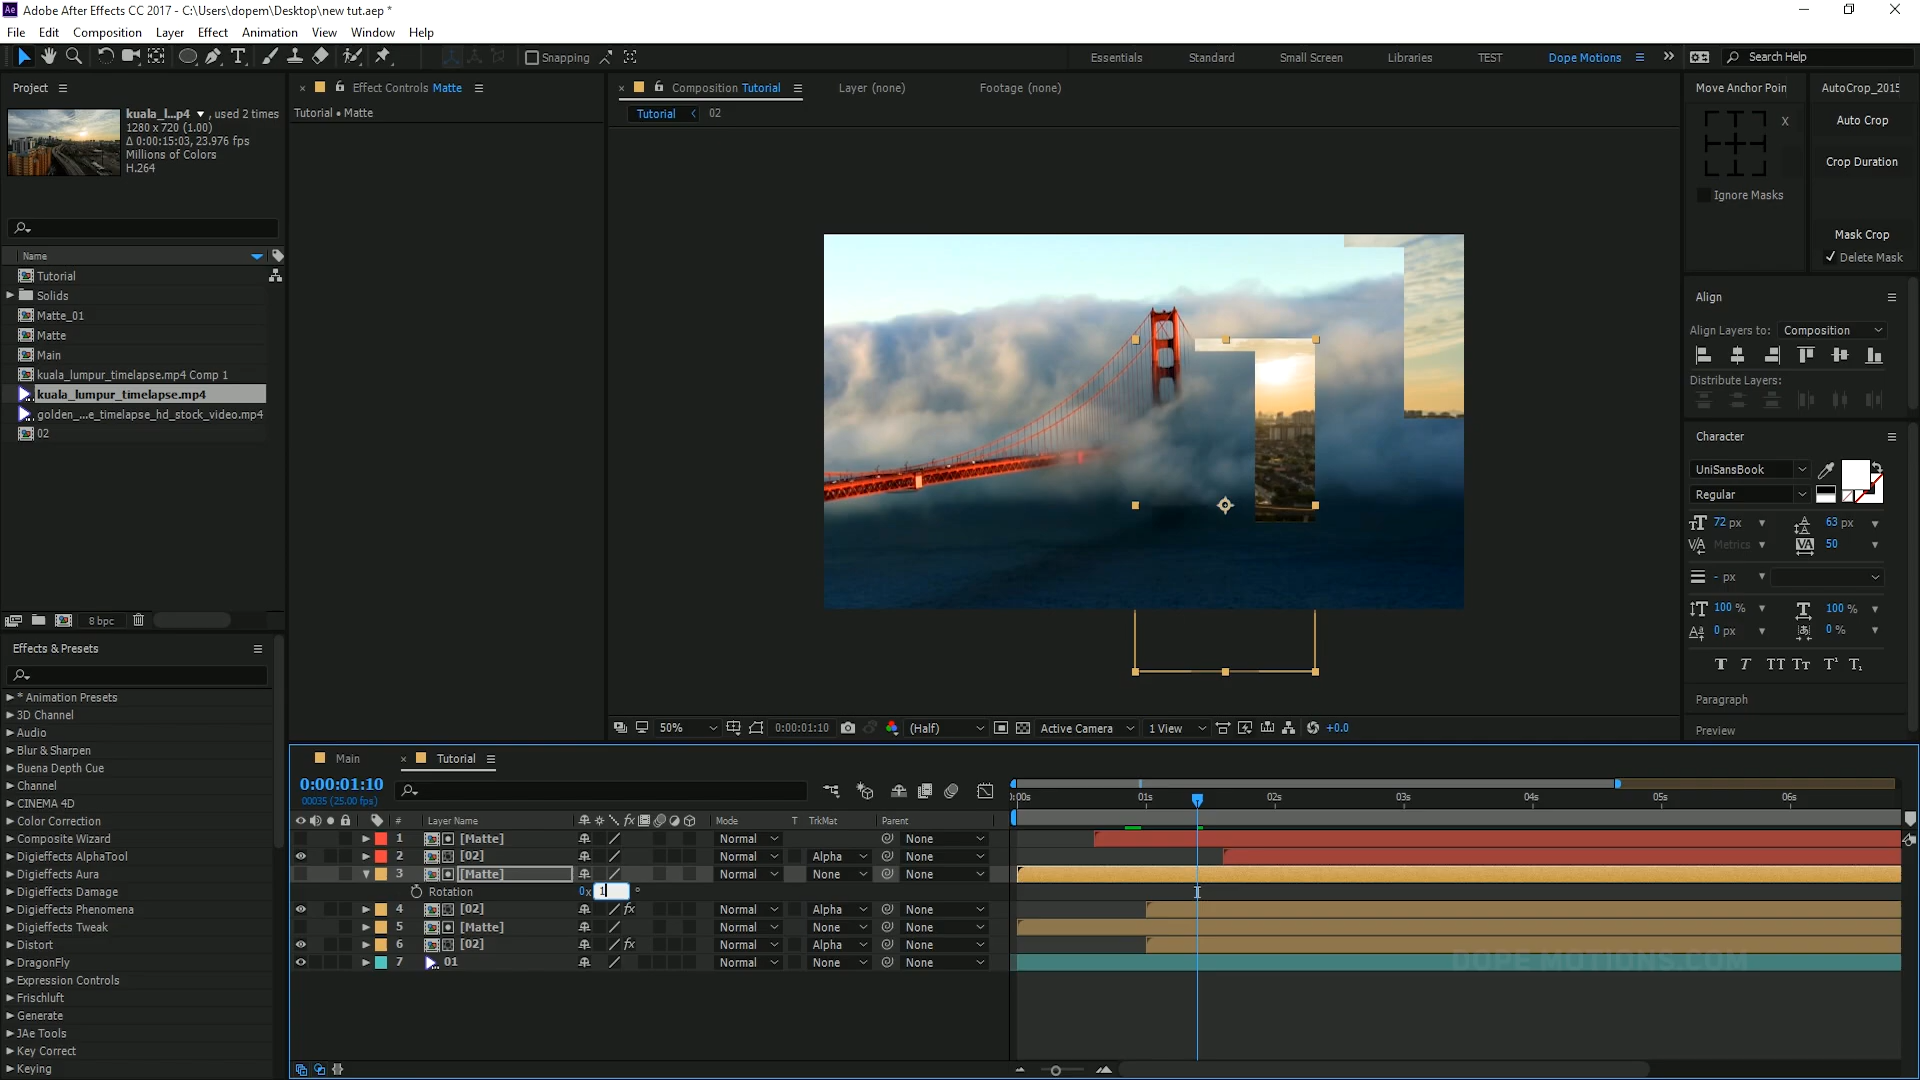 Adobe After Effects CC 2017 - C:\Users\dopem\Desktop\new tut.aep *
File Edit Composition Layer Effect Animation View Window Help
Snapping
Essentials Standard Small Screen Libraries TEST Dope Motions Search Help
Project
kuala_l...p4 , used 2 times
1280 x 720 (1.00)
Δ 0:00:15:03, 23.976 fps
Millions of Colors
H.264
Name
Tutorial
Solids
Matte_01
Matte
Main
kuala_lumpur_timelapse.mp4 Comp 1
kuala_lumpur_timelapse.mp4
golden_...e_timelapse_hd_stock_video.mp4
02
8 bpc
Effects & Presets
* Animation Presets
3D Channel
Audio
Blur & Sharpen
Buena Depth Cue
Channel
CINEMA 4D
Color Correction
Composite Wizard
Digieffects AlphaTool
Digieffects Aura
Digieffects Damage
Digieffects Phenomena
Digieffects Tweak
Distort
DragonFly
Expression Controls
Frischluft
Generate
JAe Tools
Key Correct
Keying
Effect Controls Matte
Tutorial • Matte
Composition Tutorial Layer (none) Footage (none)
Tutorial 02
50% 0:00:01:10 (Half) Active Camera 1 View +0.0
Move Anchor Poin
X
Ignore Masks
AutoCrop_2015
Auto Crop
Crop Duration
Mask Crop
Delete Mask
Align
Align Layers to: Composition
Distribute Layers:
Character
UniSansBook
Regular
72 px 63 px
Metrics 50
- px
100 % 100 %
0 px 0 %
T T TT TT T¹ T₁
Paragraph
Preview
Main Tutorial
0:00:00:01:10
00035 (25.00 fps)
# Layer Name fx Mode T TrkMat Parent
1 [Matte] Normal None
2 [02] Normal Alpha None
3 [Matte] Normal None None
Rotation 0x 1 °
4 [02] fx Normal Alpha None
5 [Matte] Normal None None
6 [02] fx Normal Alpha None
7 01 Normal None None
:00s 01s 02s 03s 04s 05s 06s
DOPE MOTIONS.COM